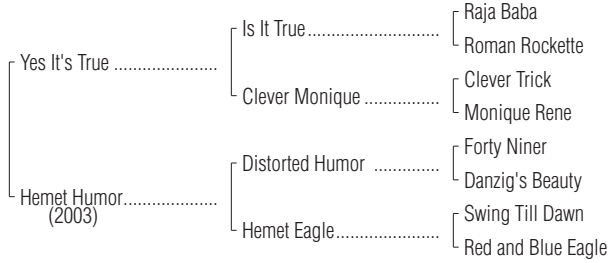 Raja Baba
Is It True
Roman Rockette
Yes It's True
Clever Trick
Clever Monique
Monique Rene
Forty Niner
Distorted Humor
Danzig's Beauty
Hemet Humor
(2003)
Swing Till Dawn
Hemet Eagle
Red and Blue Eagle